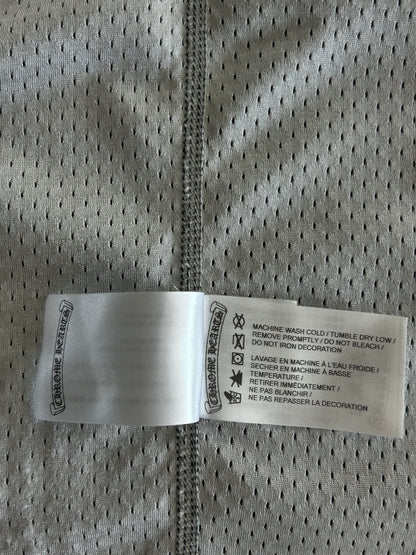 CHROME HEARTS
CHROME HEARTS
MACHINE WASH COLD / TUMBLE DRY LOW /
REMOVE PROMPTLY / DO NOT BLEACH /
DO NOT IRON DECORATION
LAVAGE EN MACHINE À L'EAU FROIDE /
SECHER EN MACHINE À BASSE
TEMPERATURE /
RETIRER IMMÉDIATEMENT /
NE PAS BLANCHIR /
NE PAS REPASSER LA DECORATION